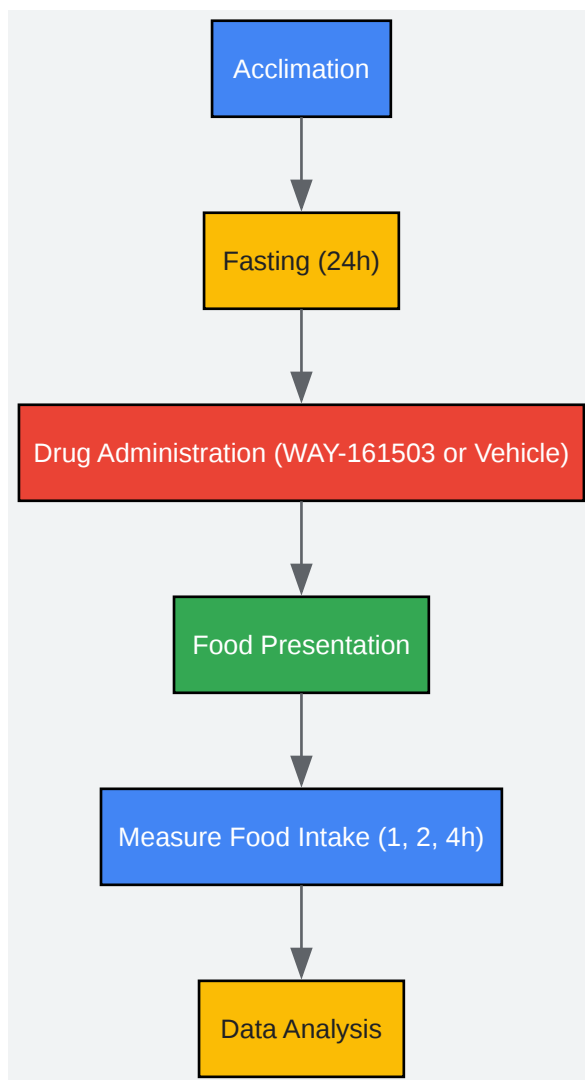 Acclimation
Fasting (24h)
Drug Administration (WAY-161503 or Vehicle)
Food Presentation
Measure Food Intake (1, 2, 4h)
Data Analysis